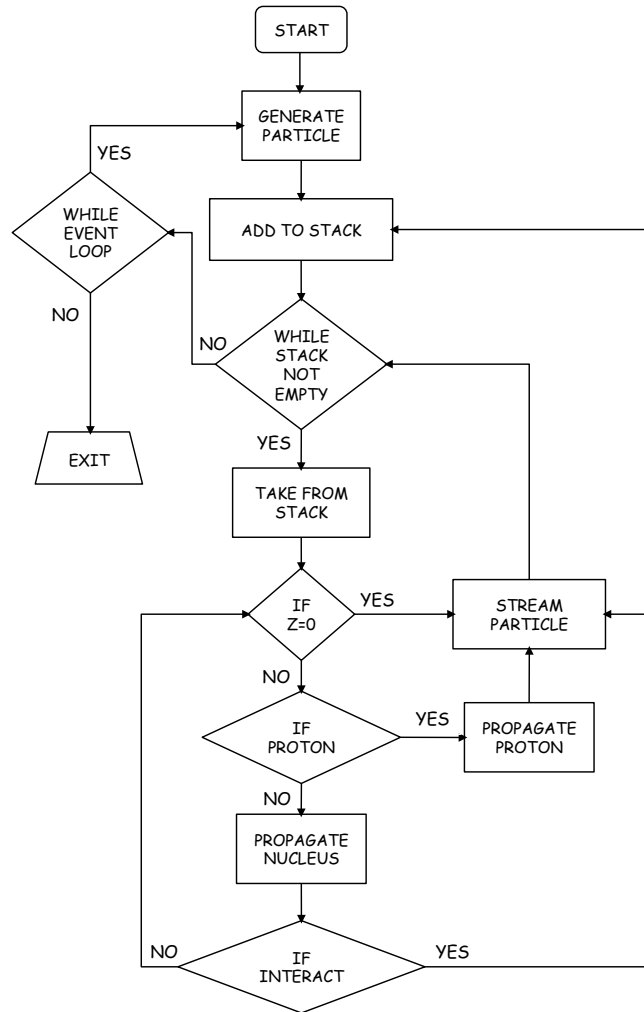 START
GENERATE
PARTICLE
YES
WHILE
EVENT
LOOP
ADD TO STACK
NO
WHILE
STACK
NOT
EMPTY
NO
YES
EXIT
TAKE FROM
STACK
IF
Z=0
YES
STREAM
PARTICLE
NO
IF
PROTON
YES
PROPAGATE
PROTON
NO
PROPAGATE
NUCLEUS
NO
IF
INTERACT
YES